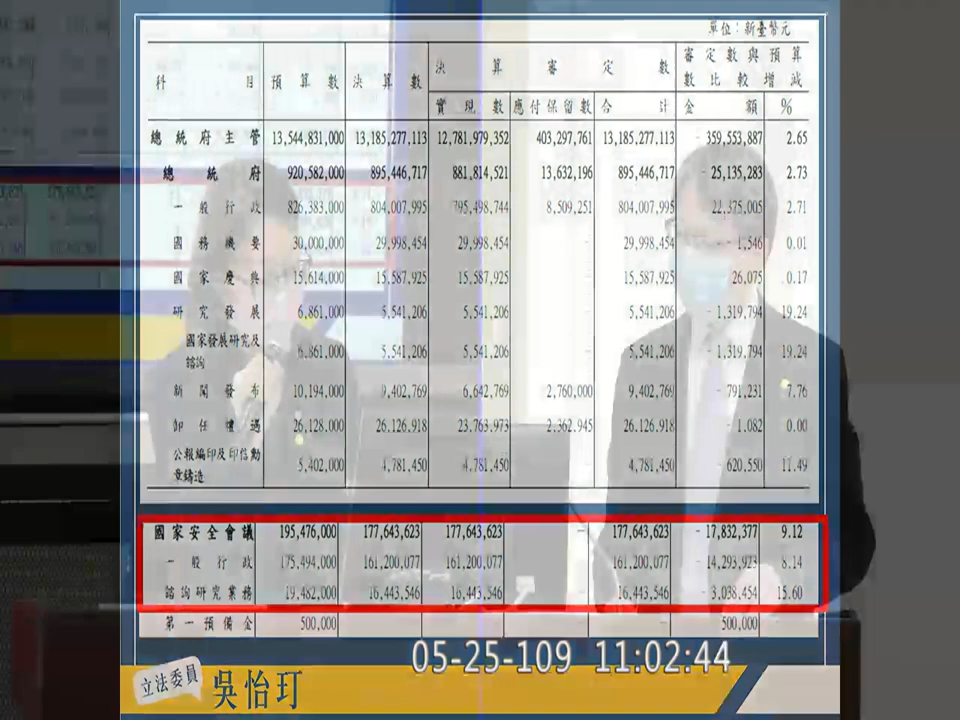 單位：新臺幣元
科 目 預 算 數 決 算 數 決 算 審 定 數 審 定 數 與 預 算 數 比 較 增 減
實 現 數 應 付 保 留 數 合 計 金 額 %
總 統 府 主 管 13,544,831,000 13,185,277,113 12,781,979,352 403,297,761 13,185,277,113 - 359,553,887 2.65
總 統 府 920,582,000 895,446,717 881,814,521 13,632,196 895,446,717 - 25,135,283 2.73
一 般 行 政 826,383,000 804,007,995 795,498,744 8,509,251 804,007,995 - 22,375,005 2.71
國 務 機 要 30,000,000 29,998,454 29,998,454 - 29,998,454 - 1,546 0.01
國 家 慶 典 15,614,000 15,587,925 15,587,925 - 15,587,925 - 26,075 0.17
研 究 發 展 6,861,000 5,541,206 5,541,206 - 5,541,206 - 1,319,794 19.24
國家發展研究及諮詢 6,861,000 5,541,206 5,541,206 - 5,541,206 - 1,319,794 19.24
新 聞 發 布 10,194,000 9,402,769 6,642,769 2,760,000 9,402,769 - 791,231 7.76
卸 任 禮 遇 26,128,000 26,126,918 23,763,973 2,362,945 26,126,918 - 1,082 0.00
公報編印及印信勳章鑄造 5,402,000 4,781,450 4,781,450 - 4,781,450 - 620,550 11.49
國 家 安 全 會 議 195,476,000 177,643,623 177,643,623 - 177,643,623 - 17,832,377 9.12
一 般 行 政 175,494,000 161,200,077 161,200,077 - 161,200,077 - 14,293,923 8.14
諮 詢 研 究 業 務 19,482,000 16,443,546 16,443,546 - 16,443,546 - 3,038,454 15.60
第 一 預 備 金 500,000 500,000
05-25-109 11:02:44
立法委員 吳怡玎